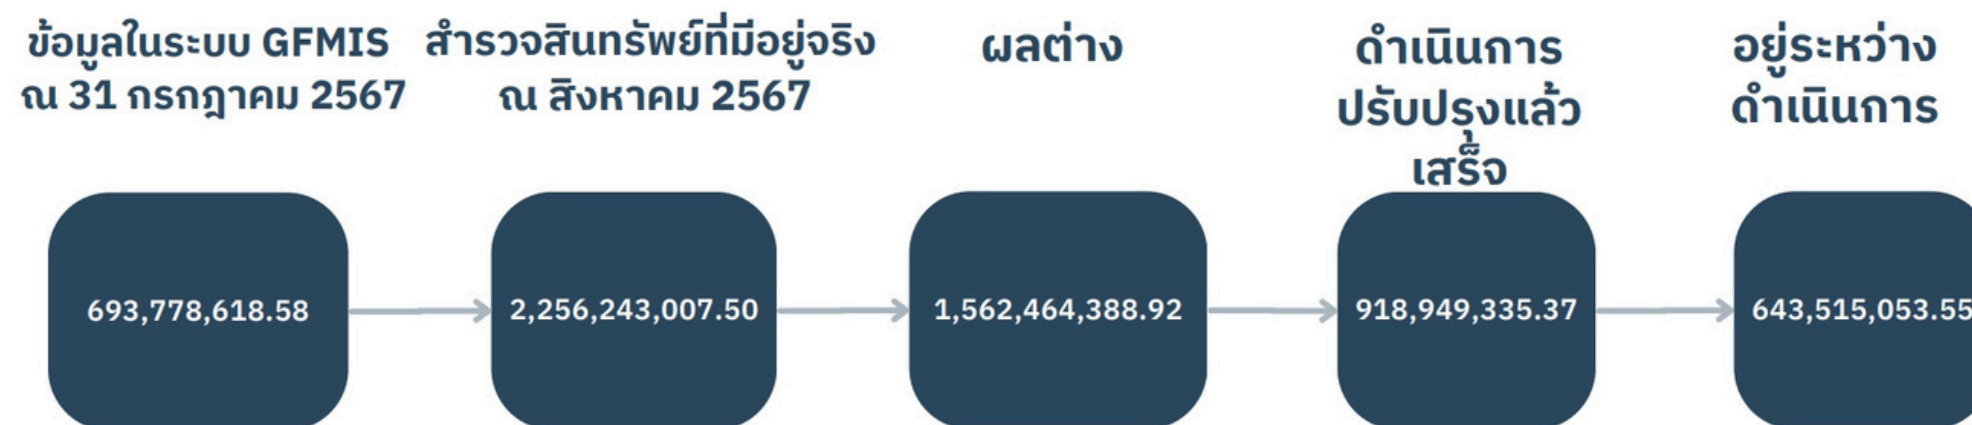 ข้อมูลในระบบ GFMIS
ณ 31 กรกฎาคม 2567
สำรวจสินทรัพย์ที่มีอยู่จริง
ณ สิงหาคม 2567
ผลต่าง
ดำเนินการ
ปรับปรุงแล้ว
เสร็จ
อยู่ระหว่าง
ดำเนินการ
693,778,618.58
2,256,243,007.50
1,562,464,388.92
918,949,335.37
643,515,053.55